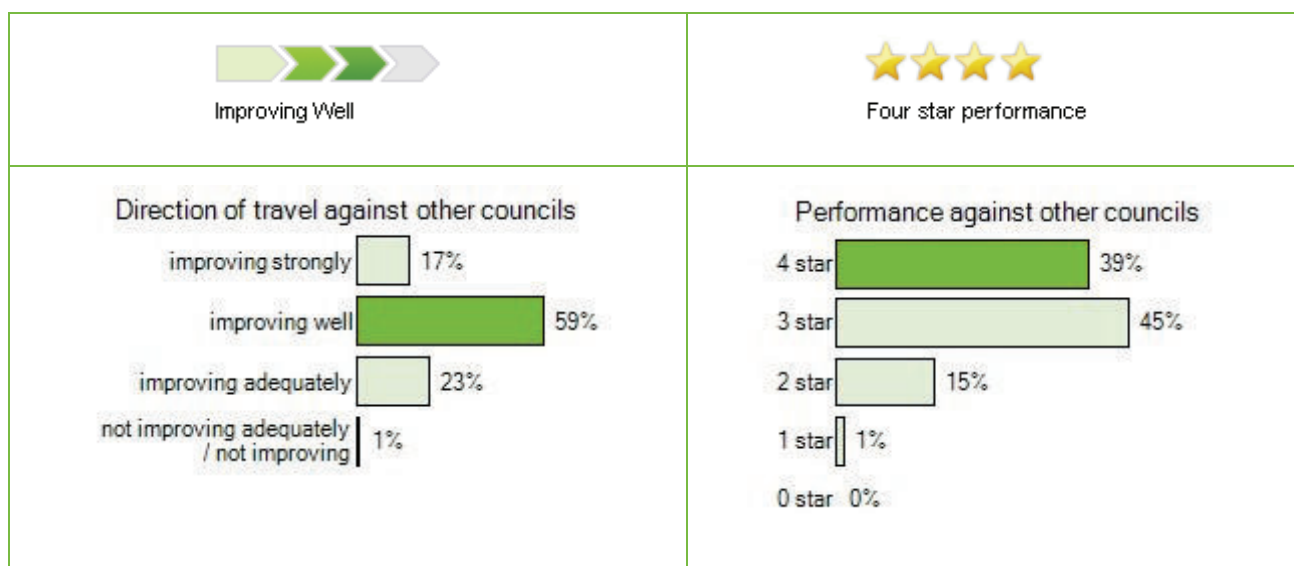 Improving Well
Four star performance
Direction of travel against other councils
improving strongly 17%
improving well 59%
improving adequately 23%
not improving adequately
/ not improving 1%
Performance against other councils
4 star 39%
3 star 45%
2 star 15%
1 star 1%
0 star 0%